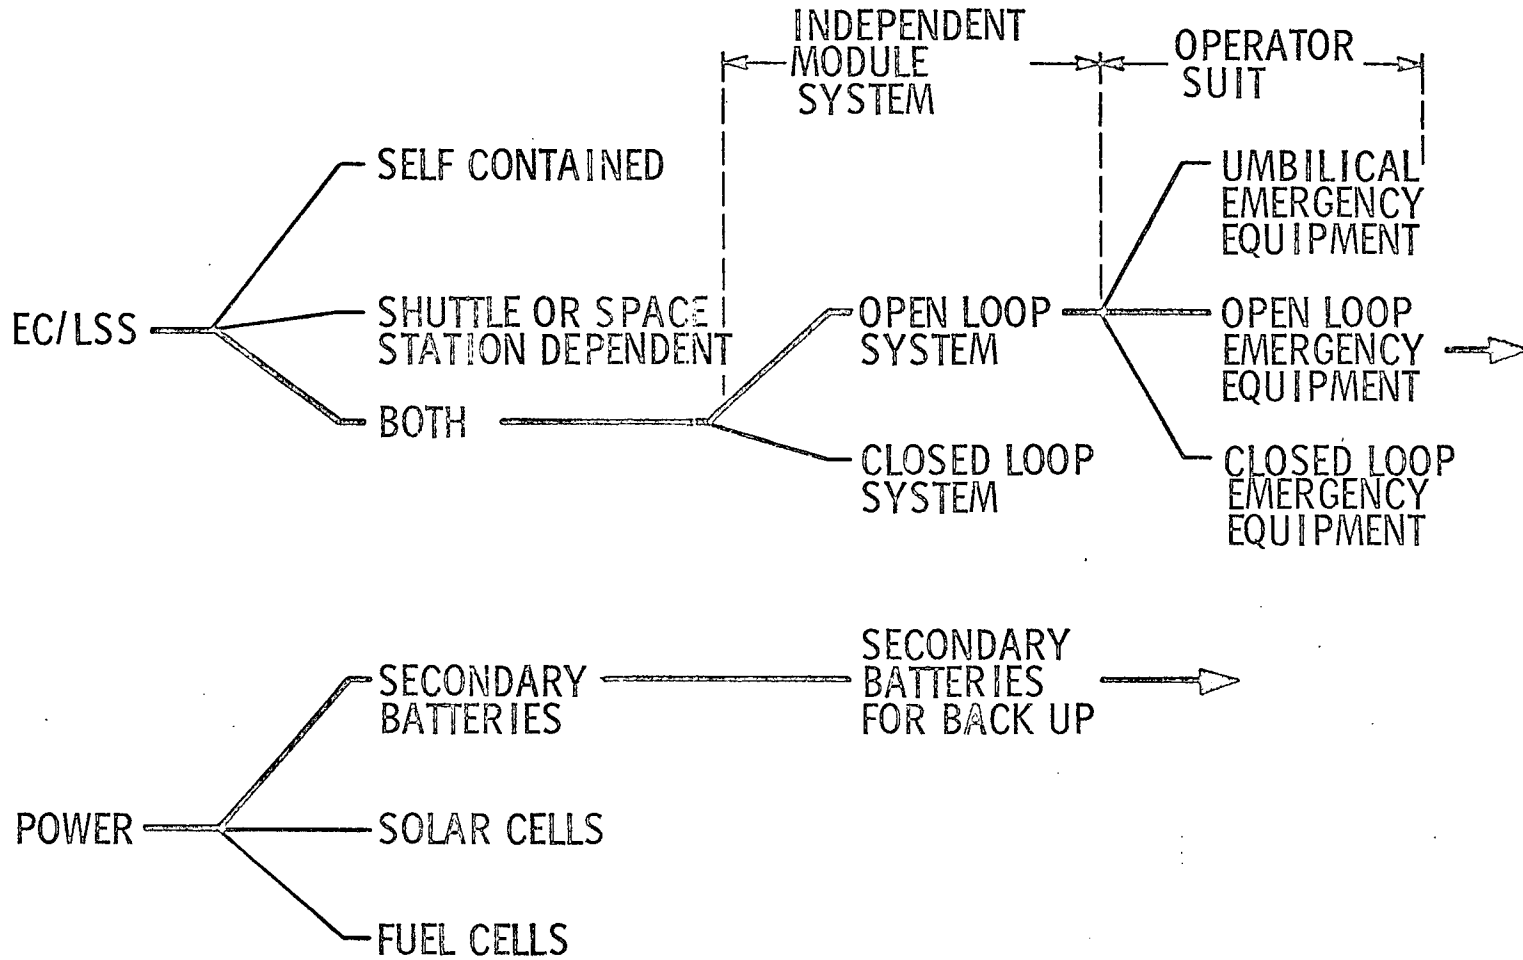 INDEPENDENT
MODULE
SYSTEM
OPERATOR
SUIT
SELF CONTAINED
UMBILICAL
EMERGENCY
EQUIPMENT
EC/LSS
SHUTTLE OR SPACE
STATION DEPENDENT
OPEN LOOP
SYSTEM
OPEN LOOP
EMERGENCY
EQUIPMENT
BOTH
CLOSED LOOP
SYSTEM
CLOSED LOOP
EMERGENCY
EQUIPMENT
SECONDARY
BATTERIES
SECONDARY
BATTERIES
FOR BACK UP
POWER
SOLAR CELLS
FUEL CELLS